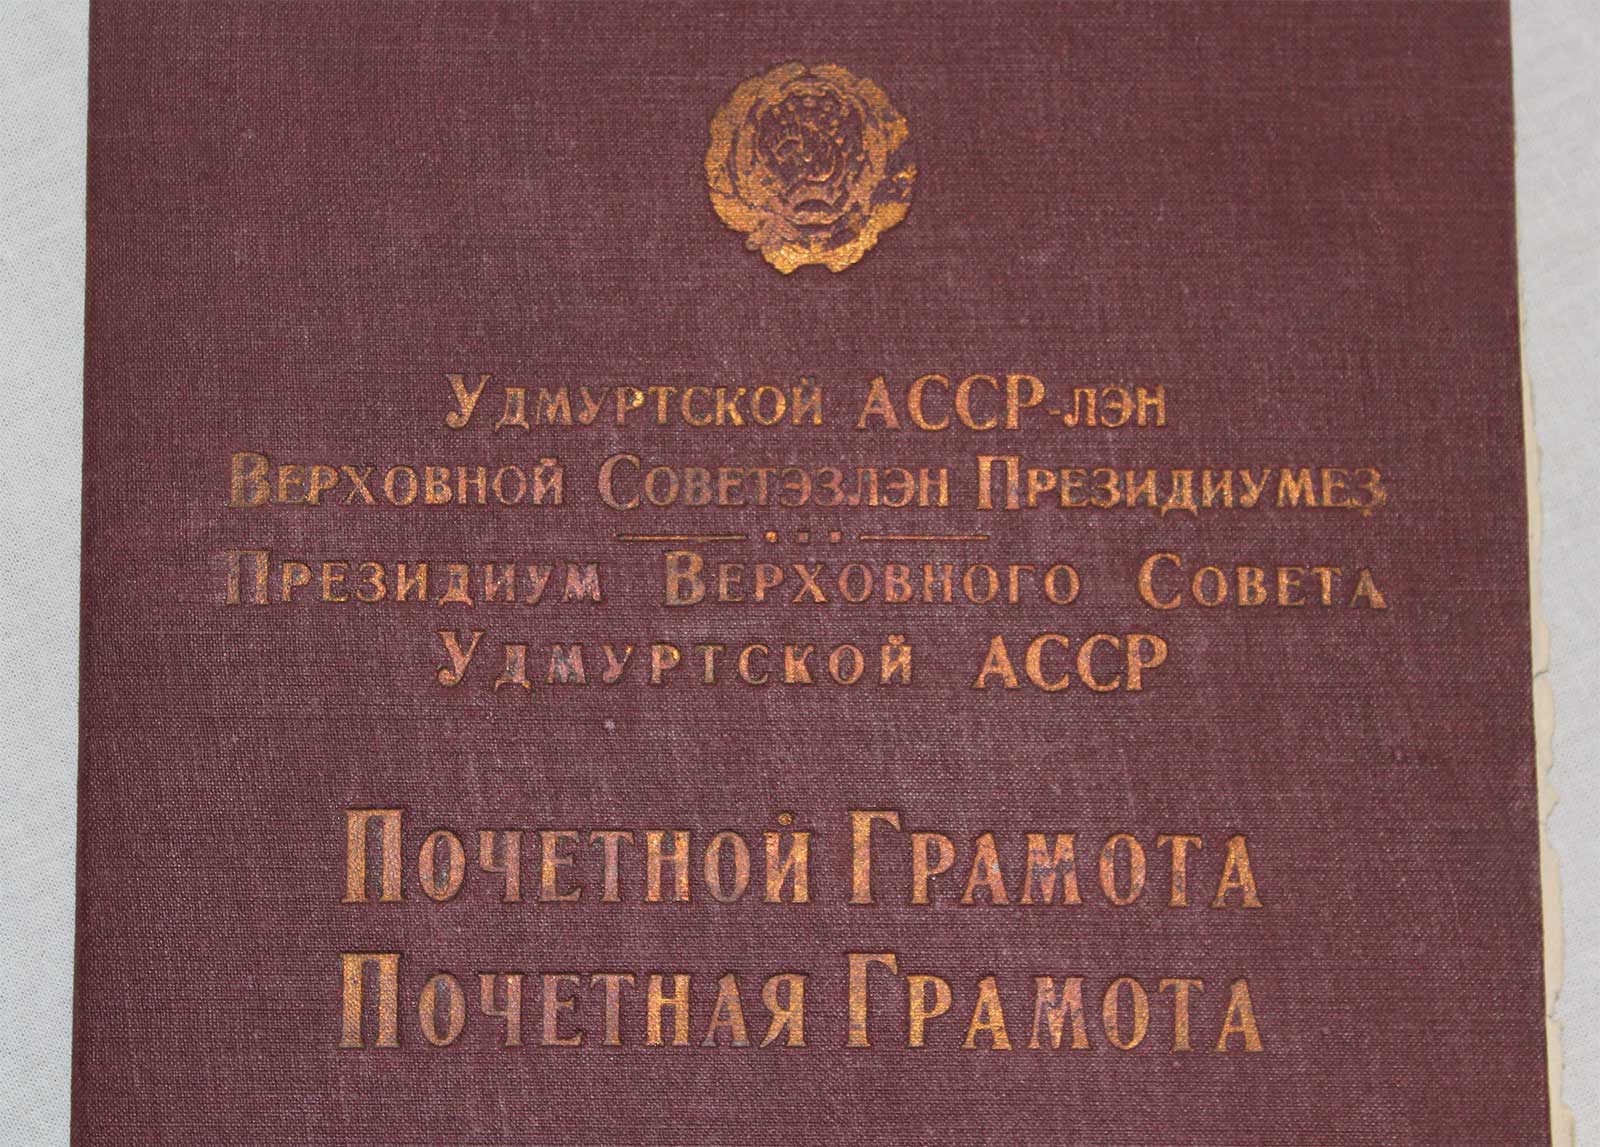 Удмуртской АССР-лэн
Верховной Советэзлэн Президиумез
Президиум Верховного Совета
Удмуртской АССР
Почетной Грамота
Почетная Грамота